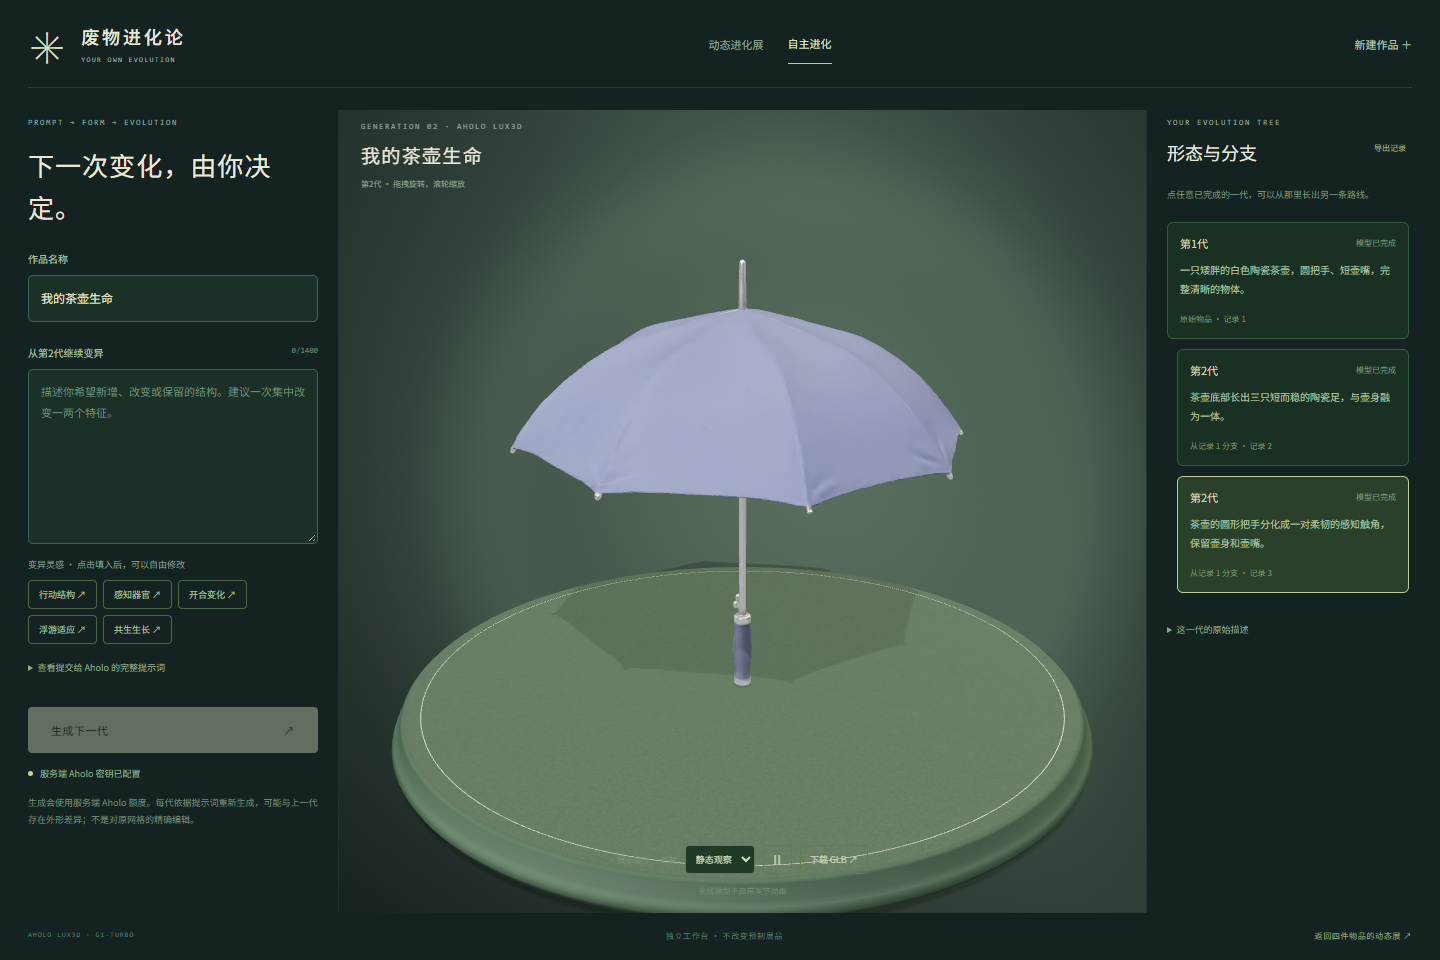 废物进化论
YOUR OWN EVOLUTION
动态进化展
自主进化
新建作品 +
PROMPT → FORM → EVOLUTION
下一次变化，由你决
定。
作品名称
我的茶壶生命
从第2代继续变异
0/1400
描述你希望新增、改变或保留的结构。建议一次集中改
变一两个特征。
变异灵感 · 点击填入后，可以自由修改
行动结构 ↗
感知器官 ↗
开合变化 ↗
浮游适应 ↗
共生生长 ↗
▶ 查看提交给 Aholo 的完整提示词
生成下一代 ↗
服务端 Aholo 密钥已配置
生成会使用服务端 Aholo 额度。每代依据提示词重新生成，可能与上一代
存在外形差异；不是对原网格的精确编辑。
GENERATION 02 · AHOLO LUX3D
我的茶壶生命
第2代 · 拖拽旋转，滚轮缩放
静态观察
下载 GLB ↗
生成模型不自带关节动画
YOUR EVOLUTION TREE
形态与分支
导出记录
点任意已完成的一代，可以从那里长出另一条路线。
第1代
模型已完成
一只矮胖的白色陶瓷茶壶，圆把手、短壶嘴，完
整清晰的物体。
原始物品 · 记录 1
第2代
模型已完成
茶壶底部长出三只短而稳的陶瓷足，与壶身融
为一体。
从记录 1 分支 · 记录 2
第2代
模型已完成
茶壶的圆形把手分化成一对柔韧的感知触角，
保留壶身和壶嘴。
从记录 1 分支 · 记录 3
▶ 这一代的原始描述
AHOLO LUX3D · G1-TURBO
独立工作台 · 不改变预制展品
返回四件物品的动态展 ↗